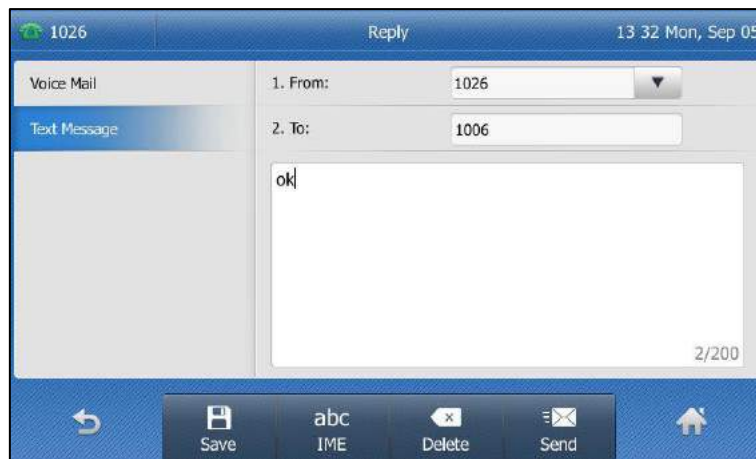 1026 Reply 13 32 Mon, Sep 05
Voice Mail 1. From: 1026
Text Message 2. To: 1006
ok
2/200
abc
Save IME Delete Send